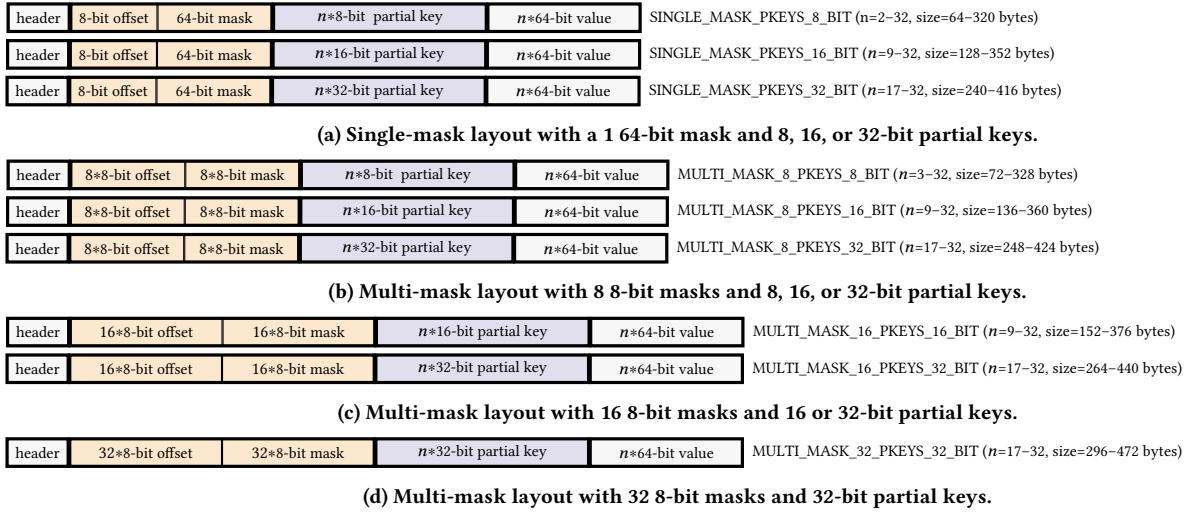 header 8-bit offset 64-bit mask n*8-bit partial key n*64-bit value SINGLE_MASK_PKEYS_8_BIT (n=2–32, size=64–320 bytes)
header 8-bit offset 64-bit mask n*16-bit partial key n*64-bit value SINGLE_MASK_PKEYS_16_BIT (n=9–32, size=128–352 bytes)
header 8-bit offset 64-bit mask n*32-bit partial key n*64-bit value SINGLE_MASK_PKEYS_32_BIT (n=17–32, size=240–416 bytes)
(a) Single-mask layout with a 1 64-bit mask and 8, 16, or 32-bit partial keys.
header 8*8-bit offset 8*8-bit mask n*8-bit partial key n*64-bit value MULTI_MASK_8_PKEYS_8_BIT (n=3–32, size=72–328 bytes)
header 8*8-bit offset 8*8-bit mask n*16-bit partial key n*64-bit value MULTI_MASK_8_PKEYS_16_BIT (n=9–32, size=136–360 bytes)
header 8*8-bit offset 8*8-bit mask n*32-bit partial key n*64-bit value MULTI_MASK_8_PKEYS_32_BIT (n=17–32, size=248–424 bytes)
(b) Multi-mask layout with 8 8-bit masks and 8, 16, or 32-bit partial keys.
header 16*8-bit offset 16*8-bit mask n*16-bit partial key n*64-bit value MULTI_MASK_16_PKEYS_16_BIT (n=9–32, size=152–376 bytes)
header 16*8-bit offset 16*8-bit mask n*32-bit partial key n*64-bit value MULTI_MASK_16_PKEYS_32_BIT (n=17–32, size=264–440 bytes)
(c) Multi-mask layout with 16 8-bit masks and 16 or 32-bit partial keys.
header 32*8-bit offset 32*8-bit mask n*32-bit partial key n*64-bit value MULTI_MASK_32_PKEYS_32_BIT (n=17–32, size=296–472 bytes)
(d) Multi-mask layout with 32 8-bit masks and 32-bit partial keys.